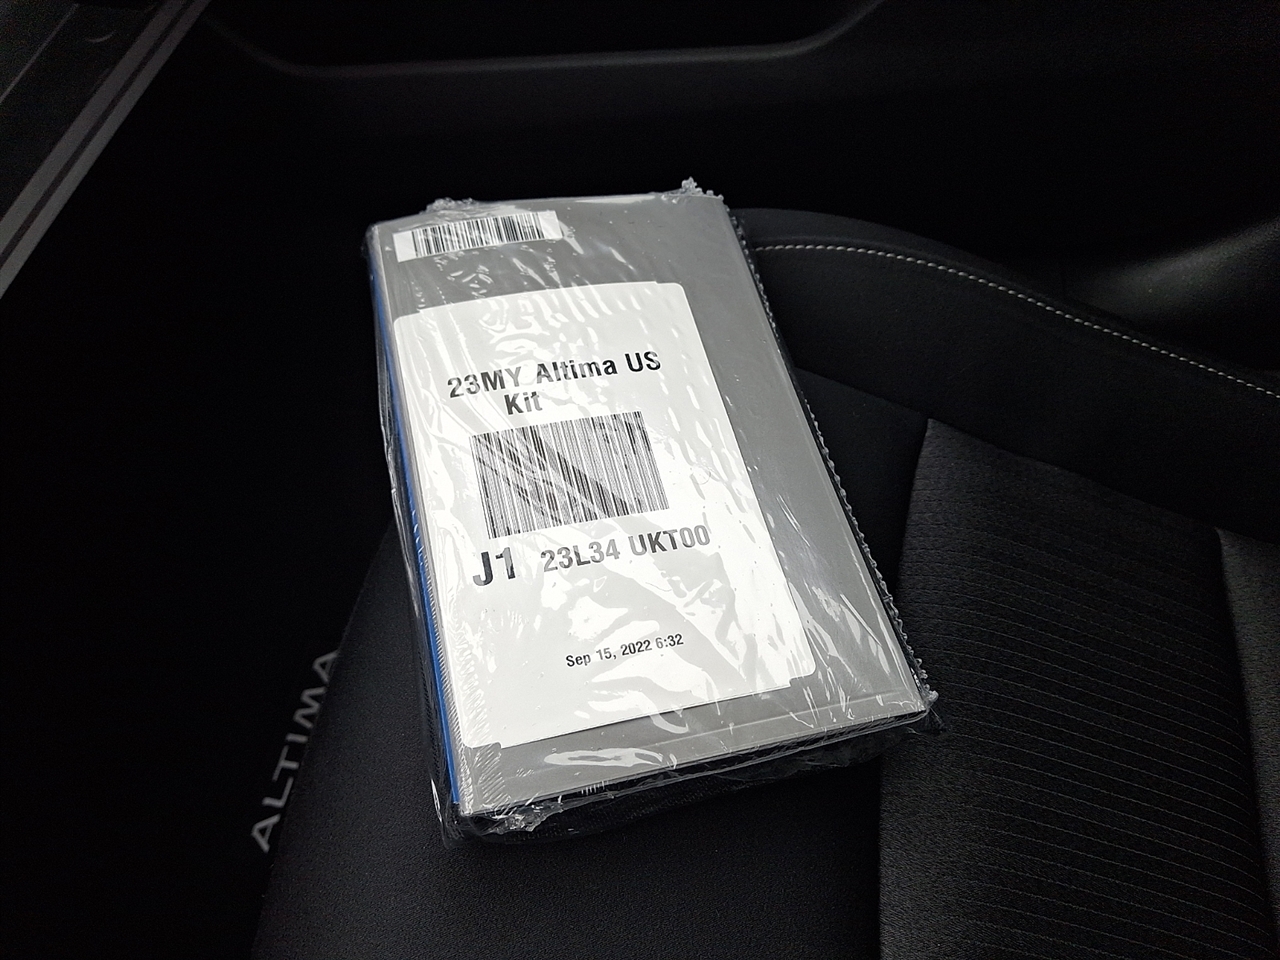 23MY Altima US
Kit
J1 23L34 UKT00
Sep 15, 2022 6:32
ALTIMA